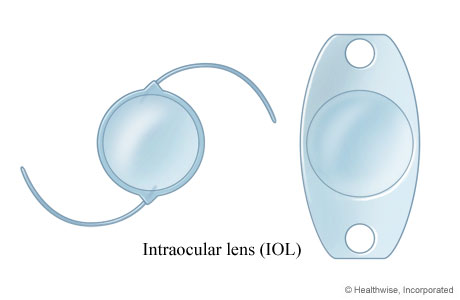 Intraocular lens (IOL)
© Healthwise, Incorporated